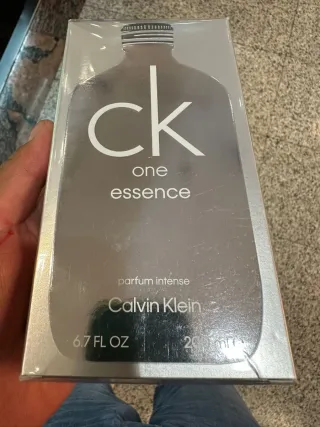 ck
one
essence
parfum intense
Calvin Klein
6.7 FL OZ